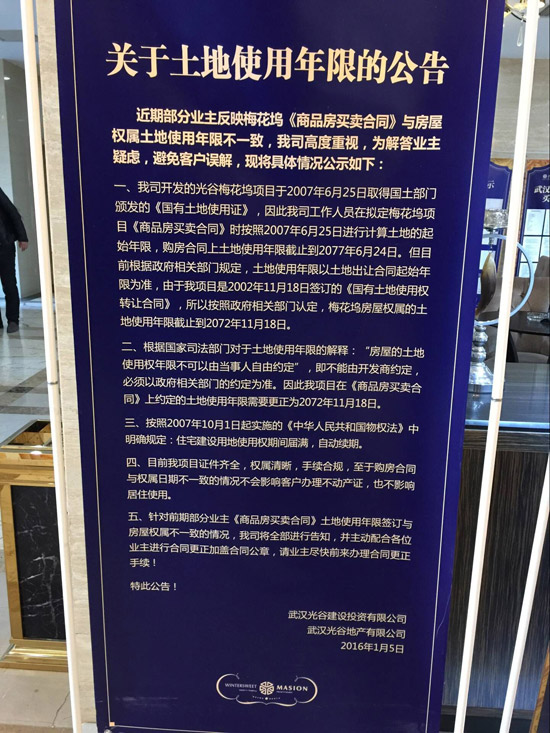 关于土地使用年限的公告
近期部分业主反映梅花坞《商品房买卖合同》与房屋
权属土地使用年限不一致，我司高度重视，为解答业主
疑虑，避免客户误解，现将具体情况公示如下：
一、我司开发的光谷梅花坞项目于2007年6月25日取得国土部门
颁发的《国有土地使用证》，因此我司工作人员在拟定梅花坞项
目《商品房买卖合同》时按照2007年6月25日进行计算土地的起
始年限，购房合同上土地使用年限截止到2077年6月24日。但目
前根据政府相关部门规定，土地使用年限以土地出让合同起始年
限为准，由于我项目是2002年11月18日签订的《国有土地使用权
转让合同》，所以按照政府相关部门认定，梅花坞房屋权属的土
地使用年限截止到2072年11月18日。
二、根据国家司法部门对于土地使用年限的解释：“房屋的土地
使用权年限不可以由当事人自由约定”，即不能由开发商约定，
必须以政府相关部门的约定为准。因此我项目在《商品房买卖合
同》上约定的土地使用年限需要更正为2072年11月18日。
三、按照2007年10月1日起实施的《中华人民共和国物权法》中
明确规定：住宅建设用地使用权期间届满，自动续期。
四、目前我项目证件齐全，权属清晰，手续合规，至于购房合同
与权属日期不一致的情况不会影响客户办理不动产证，也不影响
居住使用。
五、针对前期部分业主《商品房买卖合同》土地使用年限签订与
房屋权属不一致的情况，我司将全部进行告知，并主动配合各位
业主进行合同更正加盖合同公章，请业主尽快前来办理合同更正
手续！
特此公告！
武汉光谷建设投资有限公司
武汉光谷地产有限公司
2016年1月5日
WINTERSWEET MASION
示
武汉
买